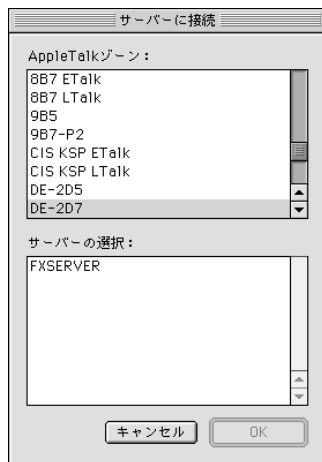 サーバーに接続
AppleTalkゾーン：
8B7 ETalk
8B7 LTalk
9B5
9B7-P2
CIS KSP ETalk
CIS KSP LTalk
DE-2D5
DE-2D7
サーバーの選択：
FXSERVER
キャンセル
OK